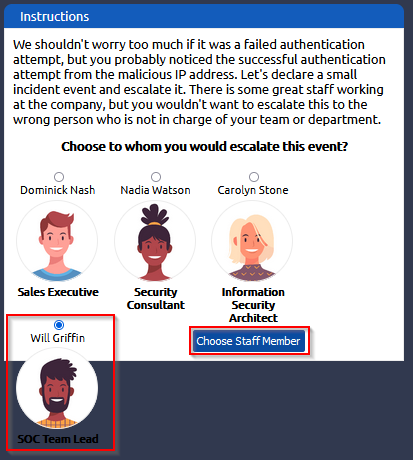 Instructions
We shouldn't worry too much if it was a failed authentication
attempt, but you probably noticed the successful authentication
attempt from the malicious IP address. Let's declare a small
incident event and escalate it. There is some great staff working
at the company, but you wouldn't want to escalate this to the
wrong person who is not in charge of your team or department.
Choose to whom you would escalate this event?
Dominick Nash
Nadia Watson
Carolyn Stone
Sales Executive
Security
Consultant
Information
Security
Architect
Will Griffin
Choose Staff Member
SOC Team Lead